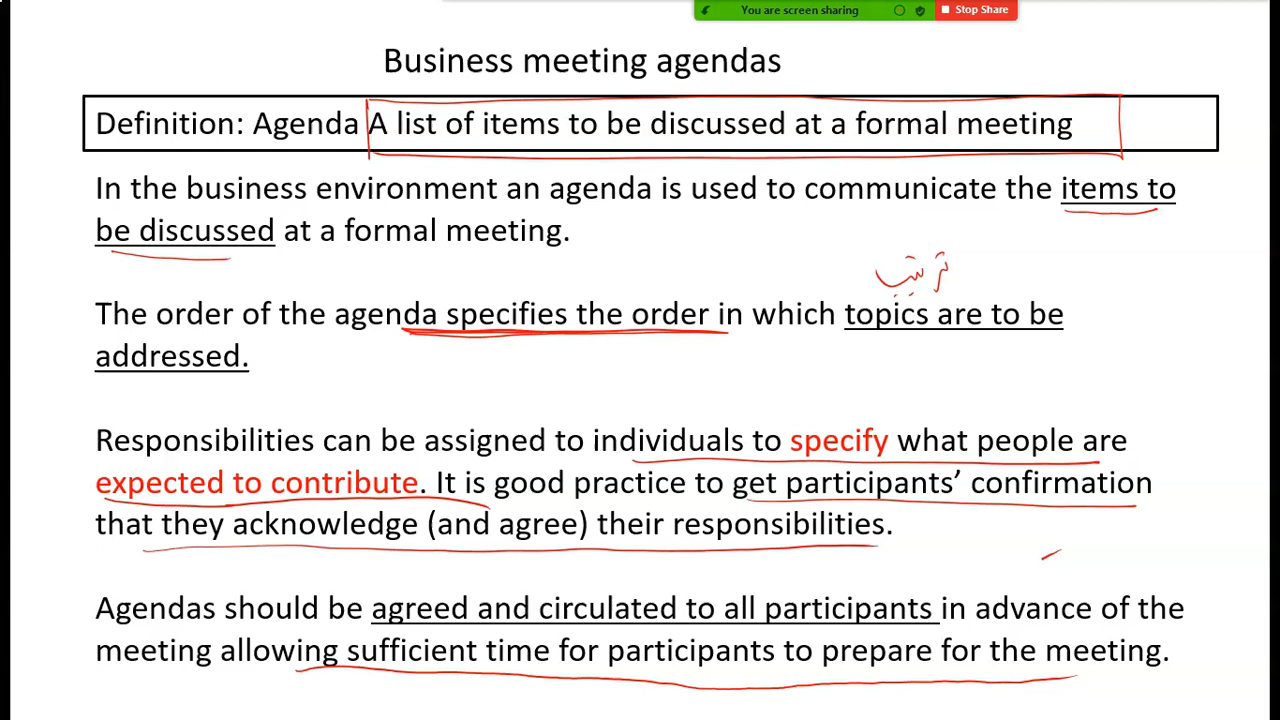 You are screen sharing Stop Share
Business meeting agendas
Definition: Agenda A list of items to be discussed at a formal meeting
In the business environment an agenda is used to communicate the items to
be discussed at a formal meeting.
ترتيب
The order of the agenda specifies the order in which topics are to be
addressed.
Responsibilities can be assigned to individuals to specify what people are
expected to contribute. It is good practice to get participants’ confirmation
that they acknowledge (and agree) their responsibilities.
Agendas should be agreed and circulated to all participants in advance of the
meeting allowing sufficient time for participants to prepare for the meeting.